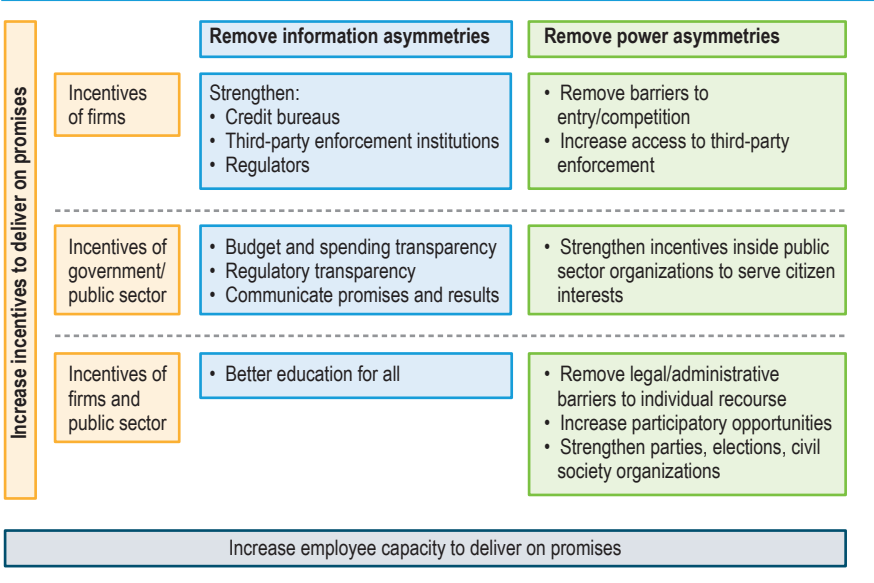 Increase incentives to deliver on promises
Remove information asymmetries
Remove power asymmetries
Incentives
of firms
Strengthen:
• Credit bureaus
• Third-party enforcement institutions
• Regulators
• Remove barriers to
entry/competition
• Increase access to third-party
enforcement
Incentives of
government/
public sector
• Budget and spending transparency
• Regulatory transparency
• Communicate promises and results
• Strengthen incentives inside public
sector organizations to serve citizen
interests
Incentives of
firms and
public sector
• Better education for all
• Remove legal/administrative
barriers to individual recourse
• Increase participatory opportunities
• Strengthen parties, elections, civil
society organizations
Increase employee capacity to deliver on promises